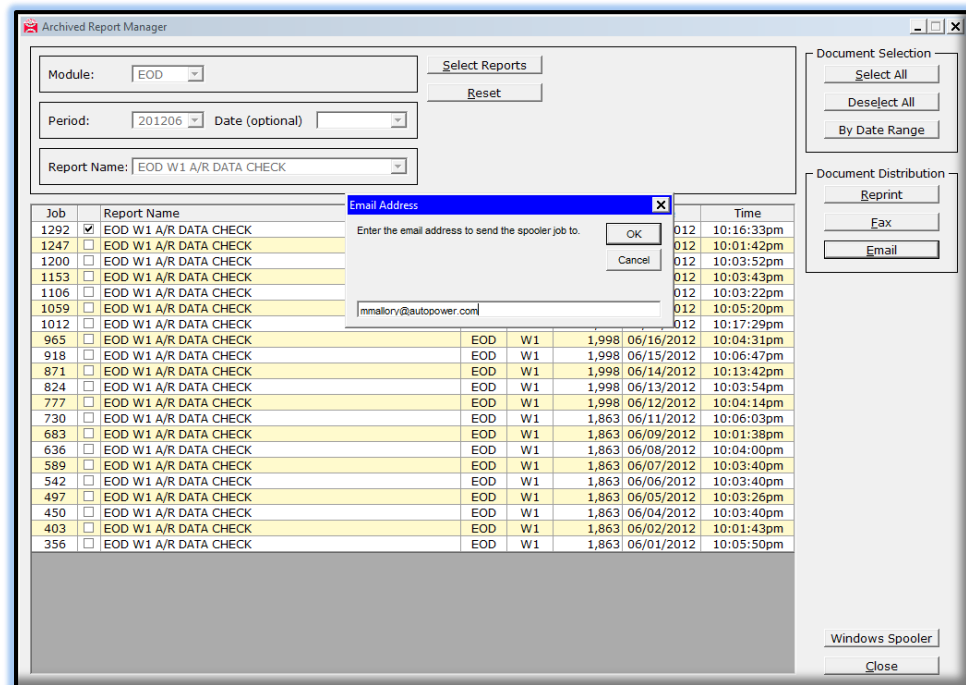 Archived Report Manager
Module: EOD
Select Reports
Reset
Period: 201206 Date (optional)
Report Name: EOD W1 A/R DATA CHECK
Document Selection
Select All
Deselect All
By Date Range
Document Distribution
Reprint
Fax
Email
Email Address
Enter the email address to send the spooler job to.
OK
Cancel
mmallory@autopower.com
Job Report Name Time
1292 EOD W1 A/R DATA CHECK 012 10:16:33pm
1247 EOD W1 A/R DATA CHECK 012 10:01:42pm
1200 EOD W1 A/R DATA CHECK 012 10:03:52pm
1153 EOD W1 A/R DATA CHECK 012 10:03:43pm
1106 EOD W1 A/R DATA CHECK 012 10:03:22pm
1059 EOD W1 A/R DATA CHECK 012 10:05:20pm
1012 EOD W1 A/R DATA CHECK 012 10:17:29pm
965 EOD W1 A/R DATA CHECK EOD W1 1,998 06/16/2012 10:04:31pm
918 EOD W1 A/R DATA CHECK EOD W1 1,998 06/15/2012 10:06:47pm
871 EOD W1 A/R DATA CHECK EOD W1 1,998 06/14/2012 10:13:42pm
824 EOD W1 A/R DATA CHECK EOD W1 1,998 06/13/2012 10:03:54pm
777 EOD W1 A/R DATA CHECK EOD W1 1,998 06/12/2012 10:04:14pm
730 EOD W1 A/R DATA CHECK EOD W1 1,863 06/11/2012 10:06:03pm
683 EOD W1 A/R DATA CHECK EOD W1 1,863 06/09/2012 10:01:38pm
636 EOD W1 A/R DATA CHECK EOD W1 1,863 06/08/2012 10:04:00pm
589 EOD W1 A/R DATA CHECK EOD W1 1,863 06/07/2012 10:03:40pm
542 EOD W1 A/R DATA CHECK EOD W1 1,863 06/06/2012 10:03:40pm
497 EOD W1 A/R DATA CHECK EOD W1 1,863 06/05/2012 10:03:26pm
450 EOD W1 A/R DATA CHECK EOD W1 1,863 06/04/2012 10:03:40pm
403 EOD W1 A/R DATA CHECK EOD W1 1,863 06/02/2012 10:01:43pm
356 EOD W1 A/R DATA CHECK EOD W1 1,863 06/01/2012 10:05:50pm
Windows Spooler
Close